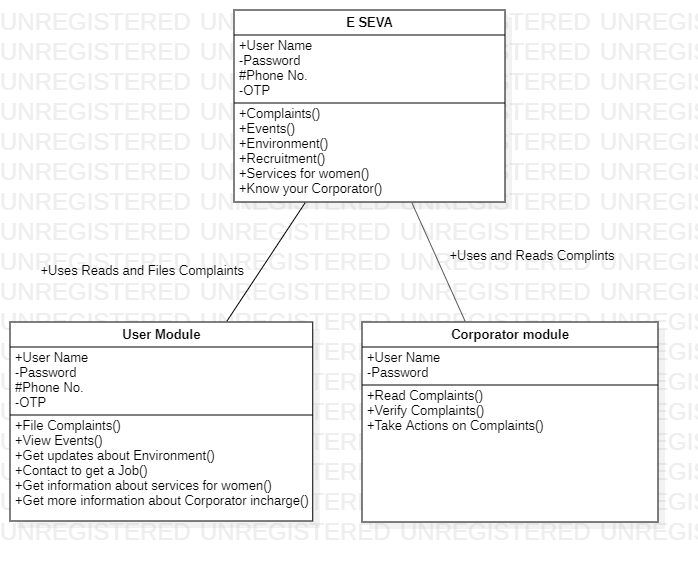 E SEVA
+User Name
-Password
#Phone No.
-OTP
+Complaints()
+Events()
+Environment()
+Recruitment()
+Services for women()
+Know your Corporator()
+Uses and Reads Complints
+Uses Reads and Files Complaints
User Module
+User Name
-Password
#Phone No.
-OTP
+File Complaints()
+View Events()
+Get updates about Environment()
+Contact to get a Job()
+Get information about services for women()
+Get more information about Corporator incharge()
Corporator module
+User Name
-Password
+Read Complaints()
+Verify Complaints()
+Take Actions on Complaints()
UNREGISTERED